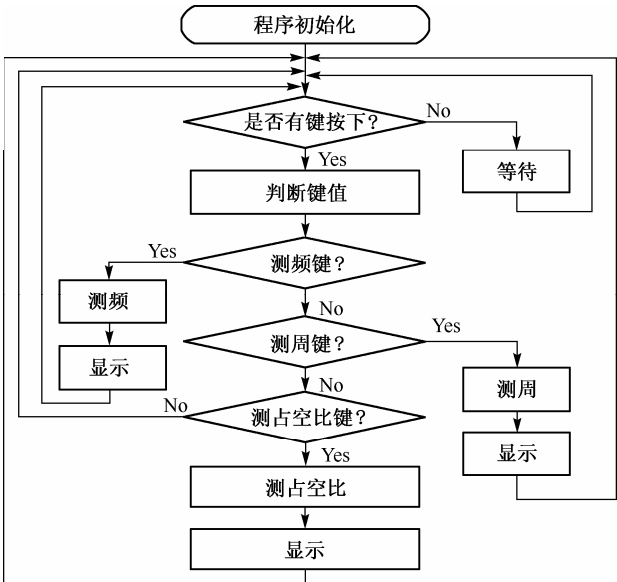 程序初始化
是否有键按下?
No
Yes
等待
判断键值
Yes
测频键?
测频
No
Yes
测周键?
显示
No
测周
No
测占空比键?
显示
Yes
测占空比
显示